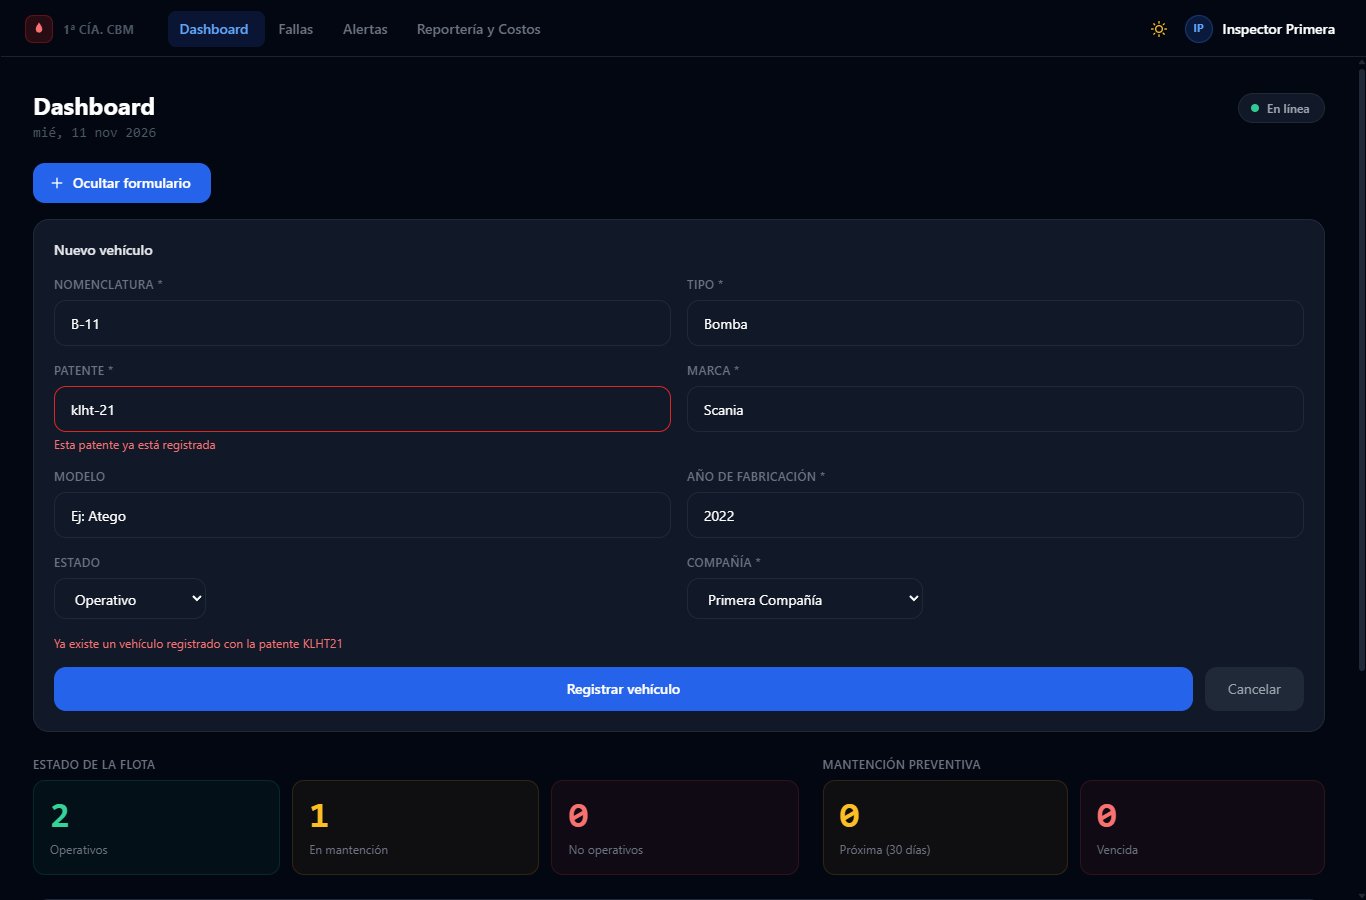 1ª CÍA. CBM
Dashboard
Fallas
Alertas
Reportería y Costos
IP
Inspector Primera
Dashboard
mié, 11 nov 2026
En línea
+ Ocultar formulario
Nuevo vehículo
NOMENCLATURA *
TIPO *
B-11
Bomba
PATENTE *
MARCA *
klht-21
Scania
Esta patente ya está registrada
MODELO
AÑO DE FABRICACIÓN *
Ej: Atego
2022
ESTADO
COMPAÑÍA *
Operativo
Primera Compañía
Ya existe un vehículo registrado con la patente KLHT21
Registrar vehículo
Cancelar
ESTADO DE LA FLOTA
MANTENCIÓN PREVENTIVA
2
Operativos
1
En mantención
0
No operativos
0
Próxima (30 días)
0
Vencida